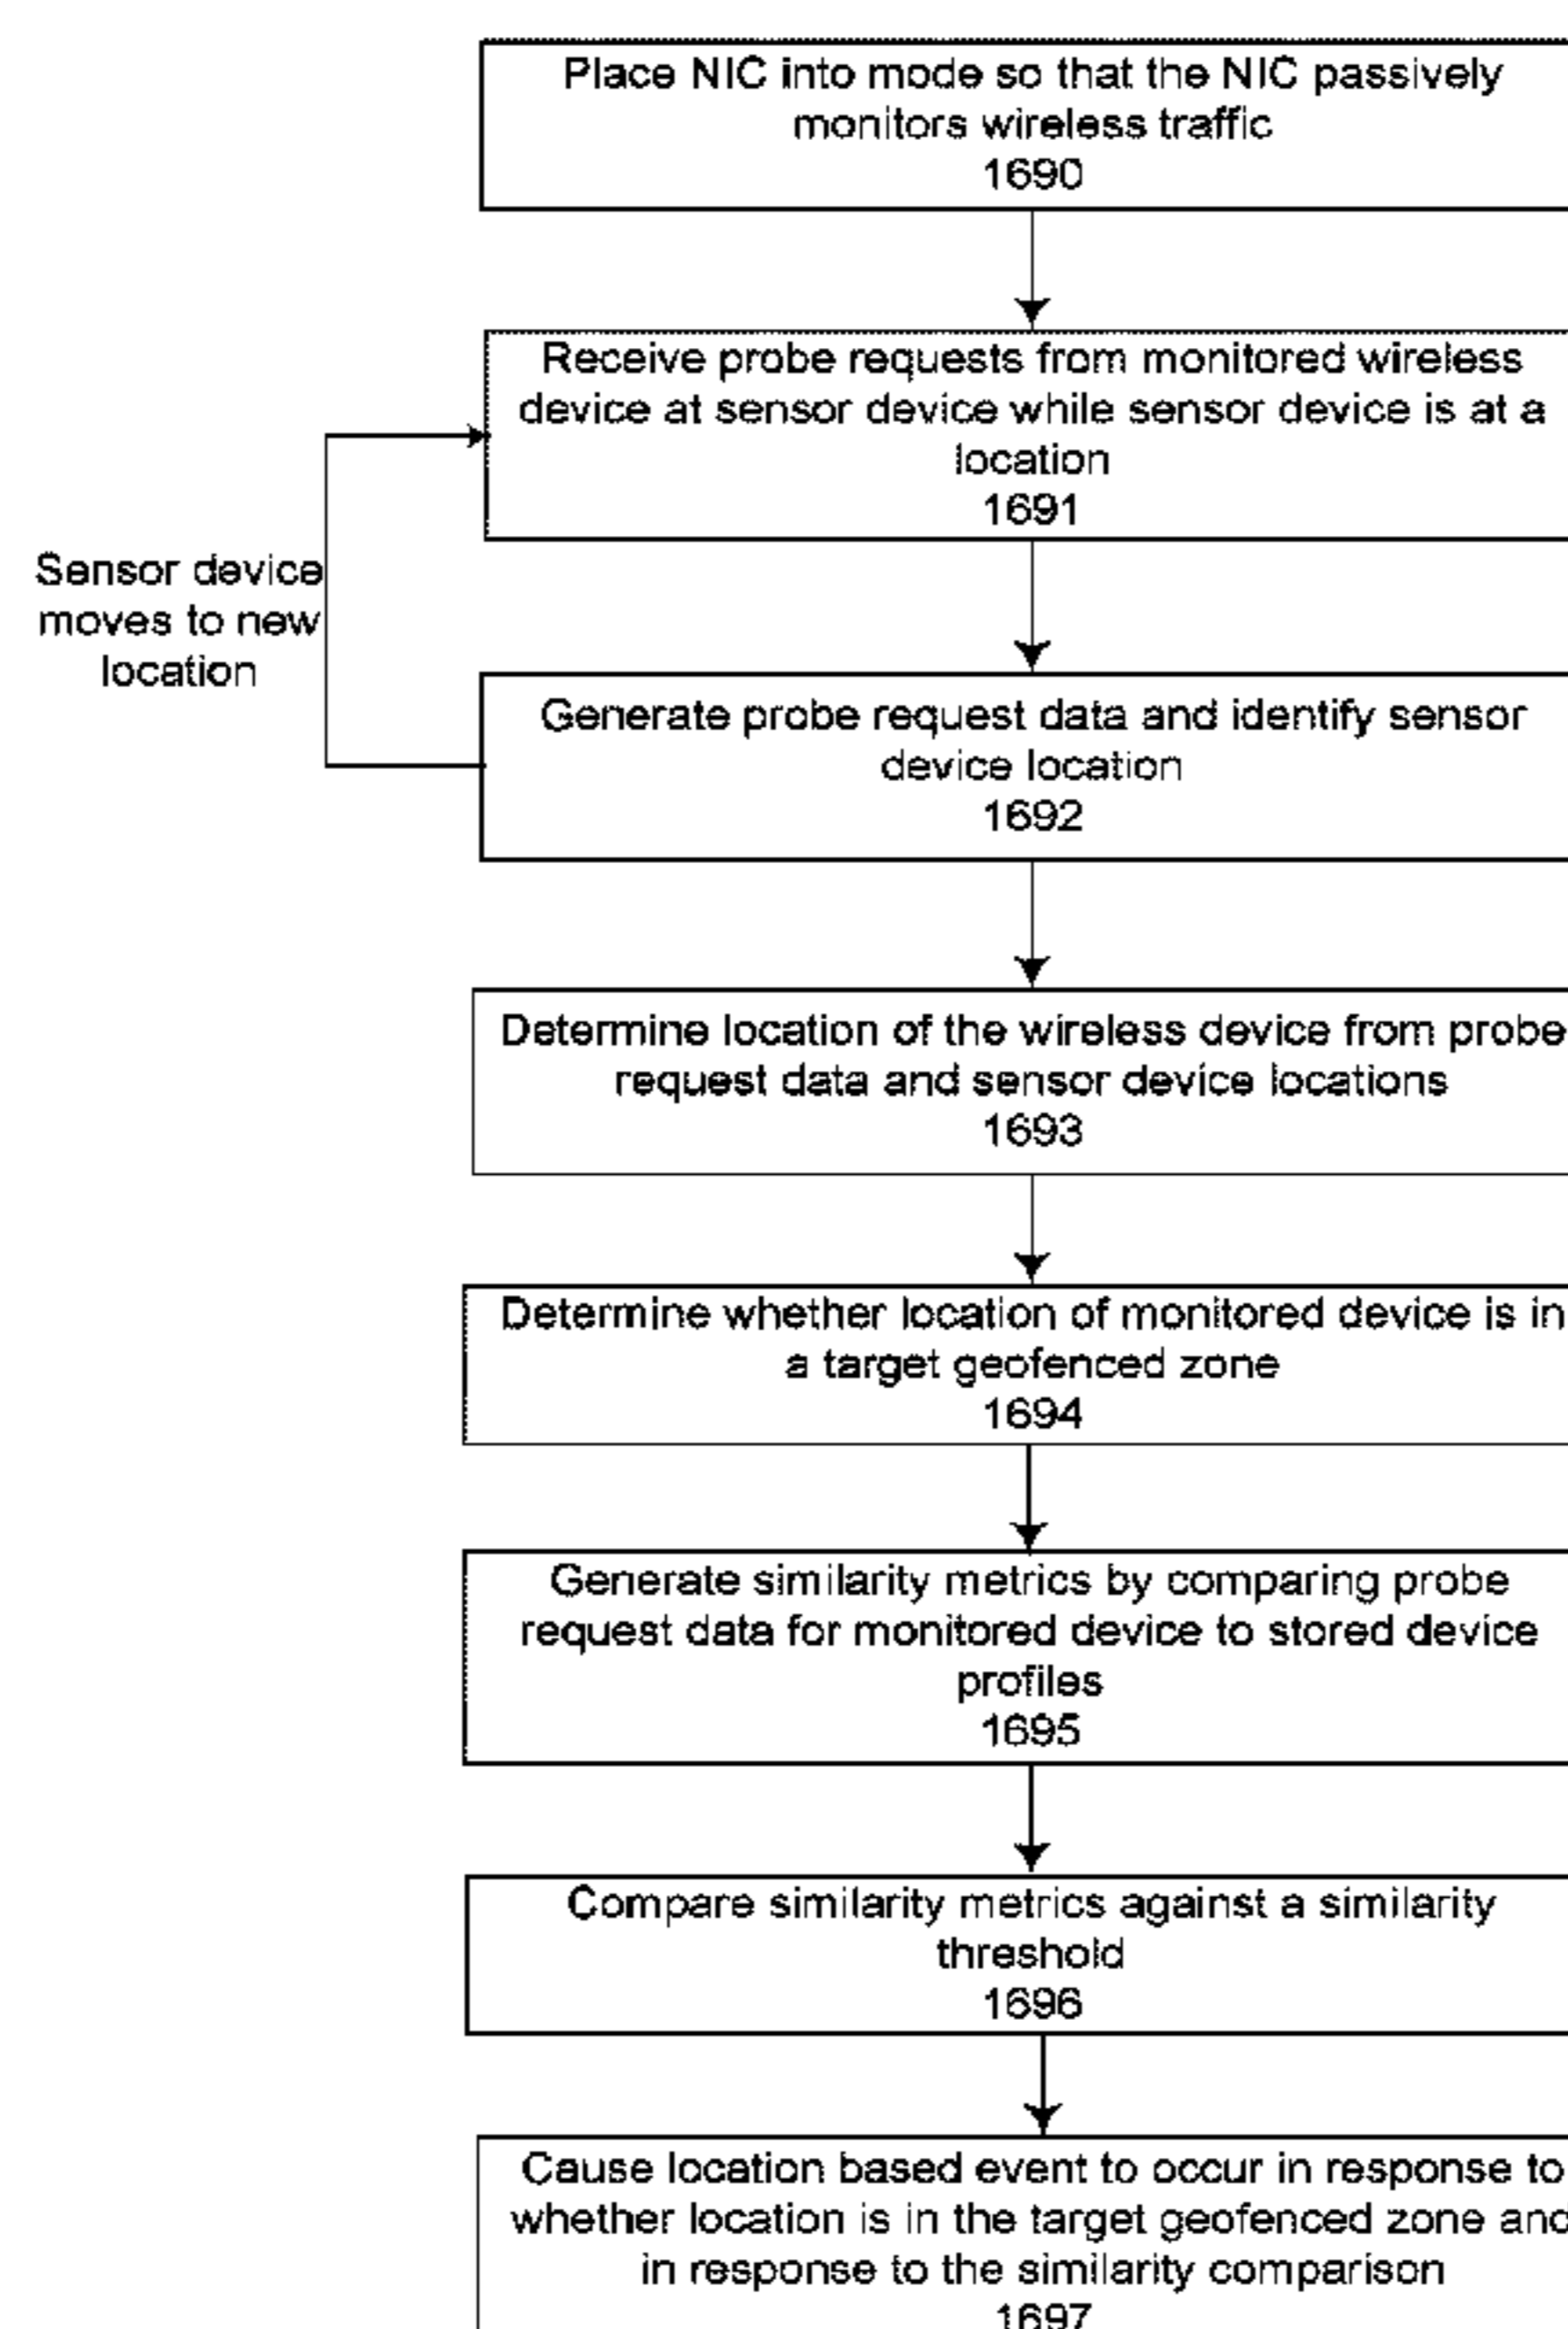 Place NIC into mode so that the NIC passively
monitors wireless traffic
1690
Receive probe requests from monitored wireless
device at sensor device while sensor device is at a
location
1691
Sensor device
moves to new
location
Generate probe request data and identify sensor
device location
1692
Determine location of the wireless device from probe
request data and sensor device locations
1693
Determine whether location of monitored device is in
a target geofenced zone
1694
Generate similarity metrics by comparing probe
request data for monitored device to stored device
profiles
1695
Compare similarity metrics against a similarity
threshold
1696
Cause location based event to occur in response to
whether location is in the target geofenced zone and
in response to the similarity comparison
1697